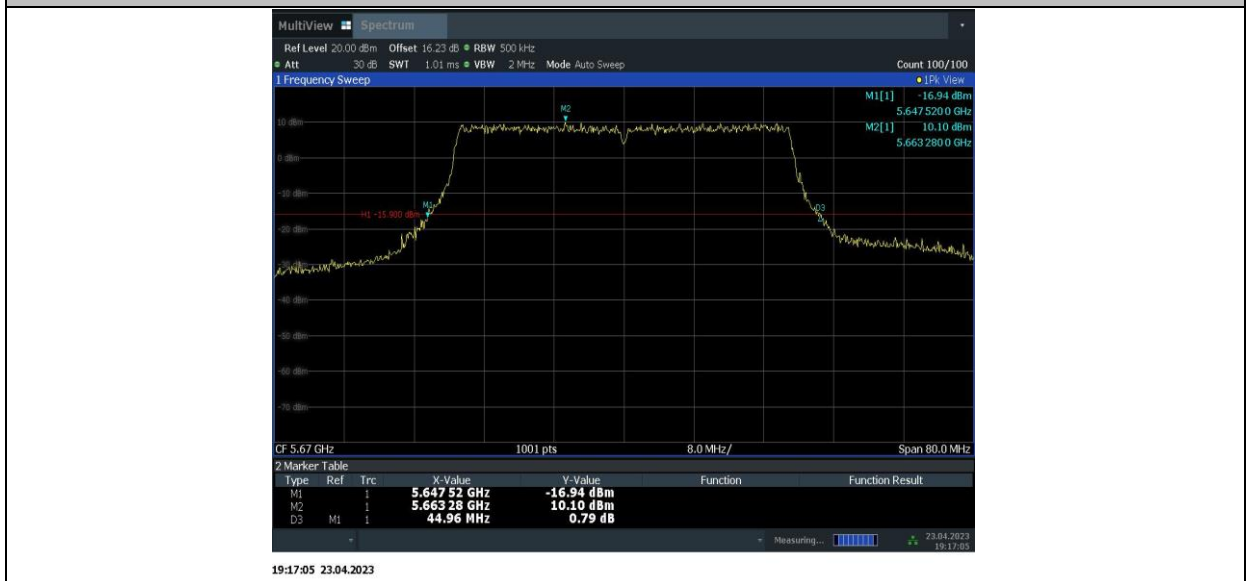 MultiView Spectrum
Ref Level 20.00 dBm Offset 16.23 dB RBW 500 kHz
Att 30 dB SWT 1.01 ms VBW 2 MHz Mode Auto Sweep Count 100/100
1 Frequency Sweep 1Pk View
M1[1] -16.94 dBm
5.647 520 0 GHz
M2[1] 10.10 dBm
5.663 280 0 GHz
M2
10 dBm
0 dBm
-10 dBm
M1
D3
H1 -15.900 dBm
-20 dBm
-30 dBm
-40 dBm
-50 dBm
-60 dBm
-70 dBm
CF 5.67 GHz 1001 pts 8.0 MHz/ Span 80.0 MHz
2 Marker Table
Type Ref Trc X-Value Y-Value Function Function Result
M1 1 5.647 52 GHz -16.94 dBm
M2 1 5.663 28 GHz 10.10 dBm
D3 M1 1 44.96 MHz 0.79 dB
Measuring... 23.04.2023
19:17:05
19:17:05 23.04.2023